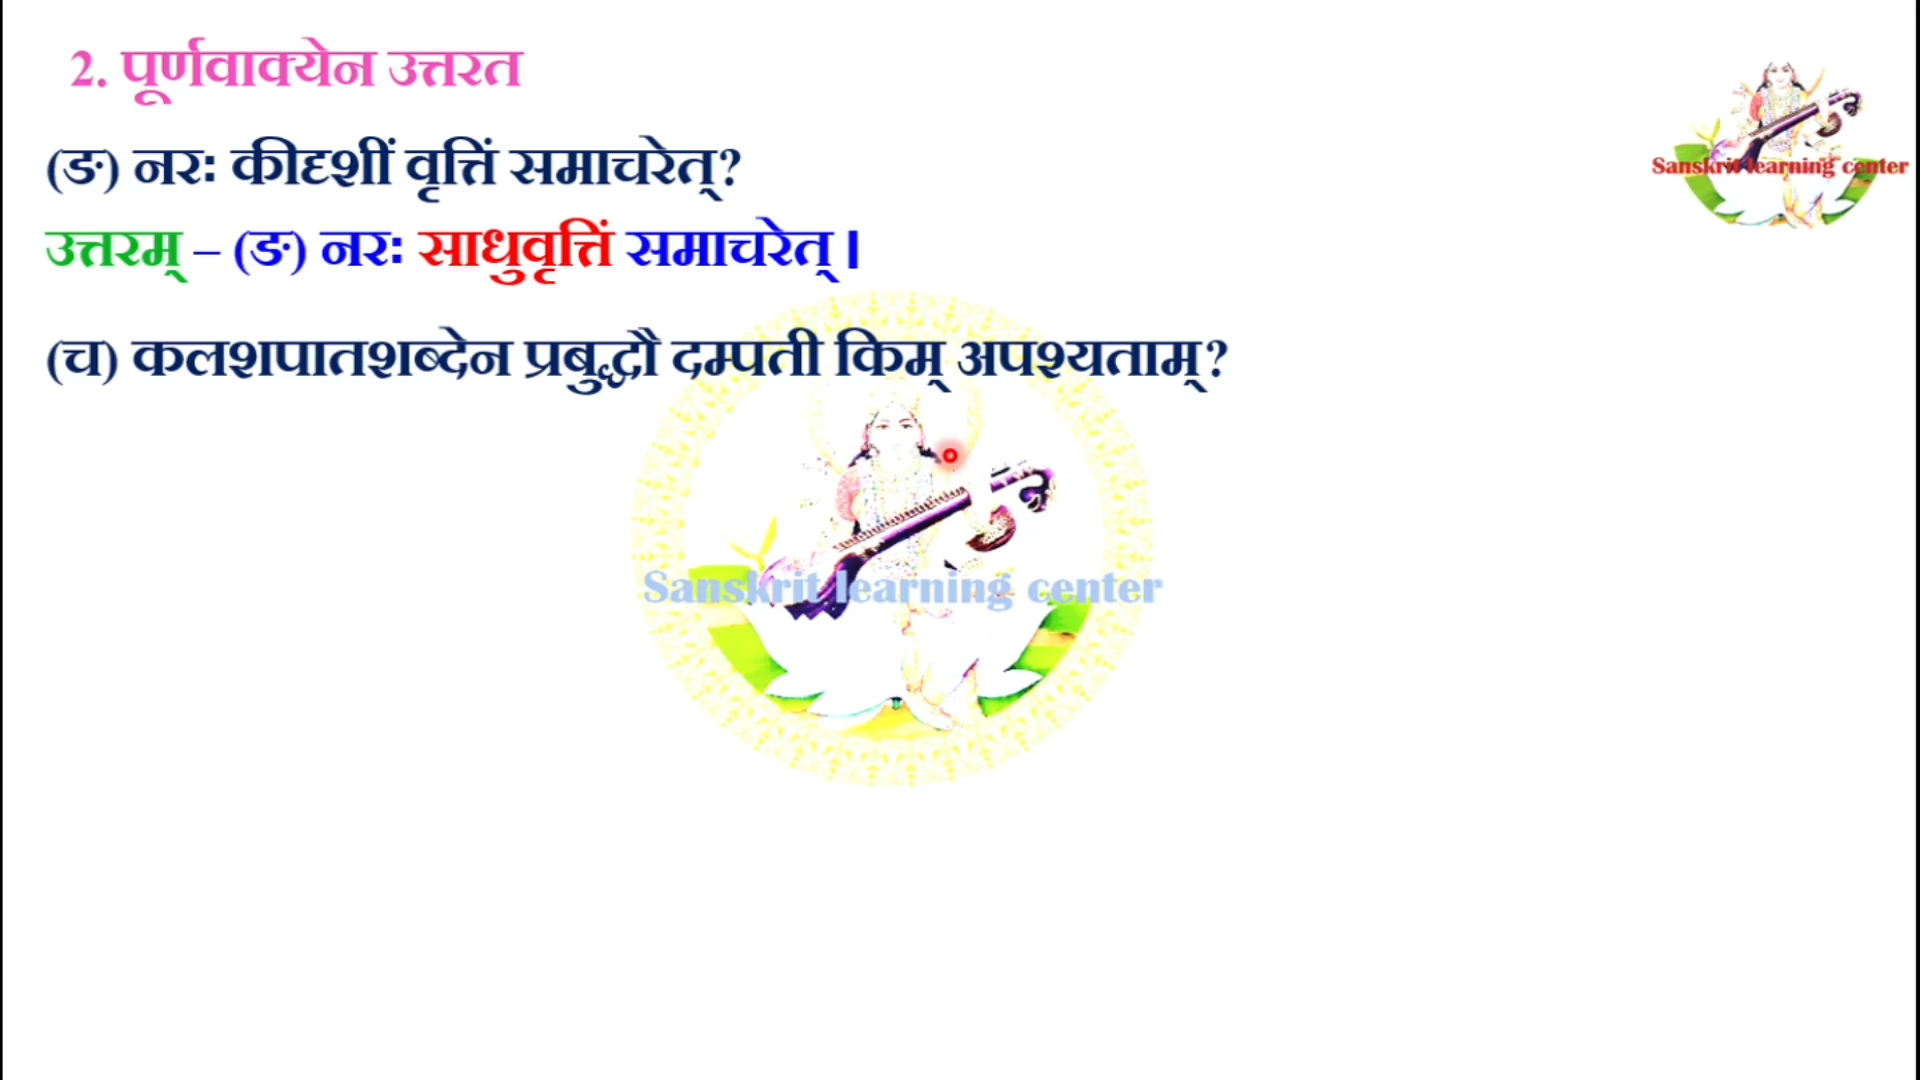 2. पूर्णवाक्येन उत्तरत
Sanskrit learning center
(ङ) नरः कीदृशीं वृत्तिं समाचरेत्?
उत्तरम् – (ङ) नरः साधुवृत्तिं समाचरेत् ।
(च) कलशपातशब्देन प्रबुद्धौ दम्पती किम् अपश्यताम्?
Sanskrit learning center